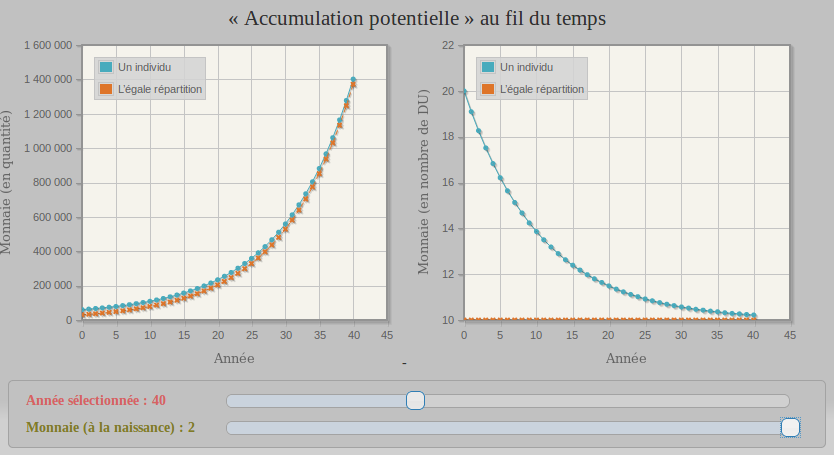 « Accumulation potentielle » au fil du temps
Monnaie (en quantité)
1 600 000
1 400 000
1 200 000
1 000 000
800 000
600 000
400 000
200 000
0
Un individu
L'égale répartition
0 5 10 15 20 25 30 35 40 45
Année
Monnaie (en nombre de DU)
22
20
18
16
14
12
10
Un individu
L'égale répartition
0 5 10 15 20 25 30 35 40 45
Année
-
Année sélectionnée : 40
Monnaie (à la naissance) : 2